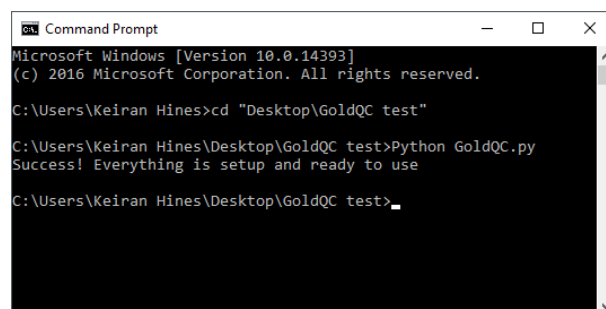 Command Prompt
Microsoft Windows [Version 10.0.14393]
(c) 2016 Microsoft Corporation. All rights reserved.
C:\Users\Keiran Hines>cd "Desktop\GoldQC test"
C:\Users\Keiran Hines\Desktop\GoldQC test>Python GoldQC.py
Success! Everything is setup and ready to use
C:\Users\Keiran Hines\Desktop\GoldQC test>